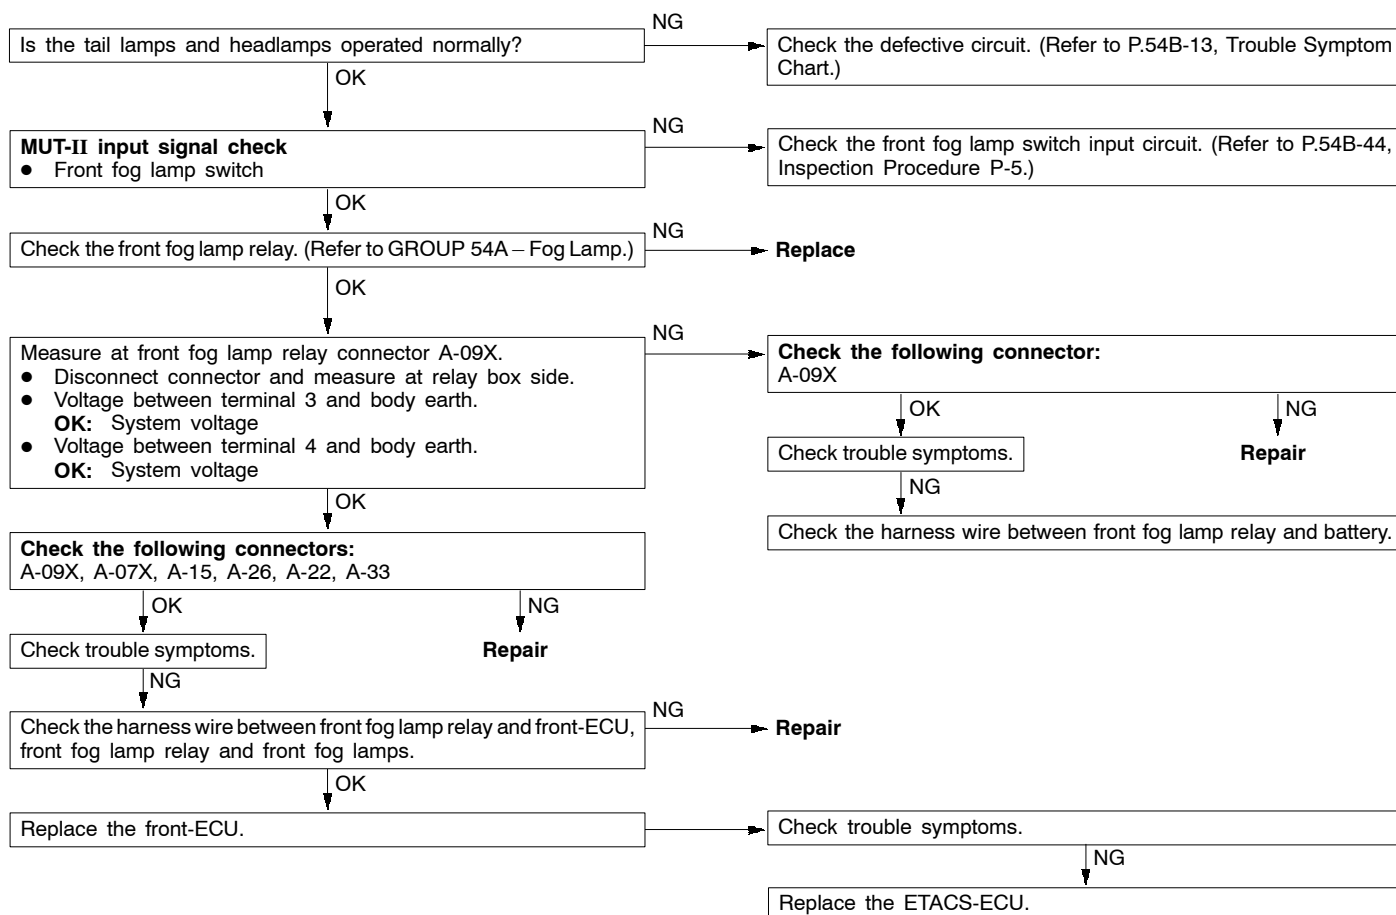 Is the tail lamps and headlamps operated normally?
NG
Check the defective circuit. (Refer to P.54B-13, Trouble Symptom
Chart.)
OK
MUT-II input signal check
● Front fog lamp switch
NG
Check the front fog lamp switch input circuit. (Refer to P.54B-44,
Inspection Procedure P-5.)
OK
Check the front fog lamp relay. (Refer to GROUP 54A – Fog Lamp.)
NG
Replace
OK
Measure at front fog lamp relay connector A-09X.
● Disconnect connector and measure at relay box side.
● Voltage between terminal 3 and body earth.
OK: System voltage
● Voltage between terminal 4 and body earth.
OK: System voltage
NG
Check the following connector:
A-09X
OK
NG
Check trouble symptoms.
Repair
NG
Check the harness wire between front fog lamp relay and battery.
OK
Check the following connectors:
A-09X, A-07X, A-15, A-26, A-22, A-33
OK
NG
Check trouble symptoms.
Repair
NG
Check the harness wire between front fog lamp relay and front-ECU,
front fog lamp relay and front fog lamps.
NG
Repair
OK
Replace the front-ECU.
Check trouble symptoms.
NG
Replace the ETACS-ECU.